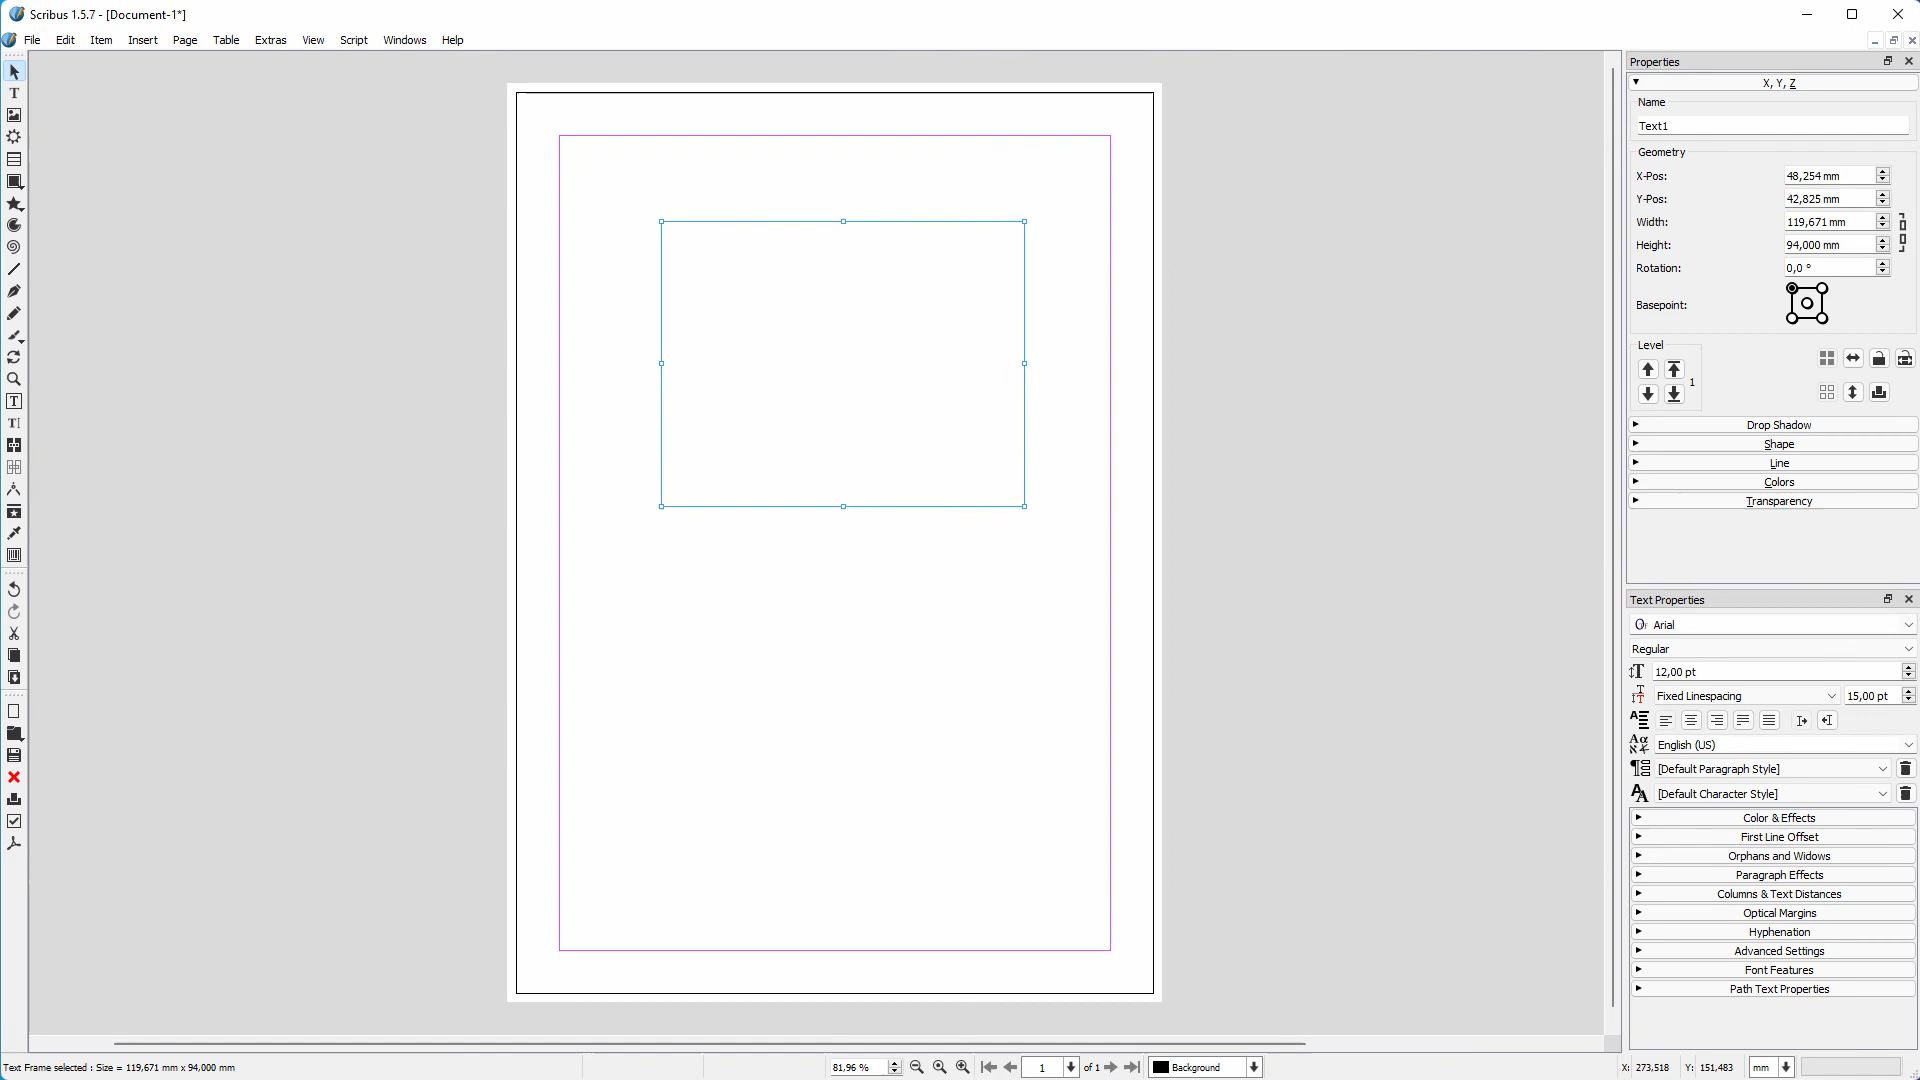 Scribus 1.5.7 - [Document-1*]
File Edit Item Insert Page Table Extras View Script Windows Help
Properties
X, Y, Z
Name
Text1
Geometry
X-Pos: 48,254 mm
Y-Pos: 42,825 mm
Width: 119,671 mm
Height: 94,000 mm
Rotation: 0,0 °
Basepoint:
Level
1
Drop Shadow
Shape
Line
Colors
Transparency
Text Properties
Arial
Regular
12,00 pt
Fixed Linespacing 15,00 pt
English (US)
[Default Paragraph Style]
[Default Character Style]
Color & Effects
First Line Offset
Orphans and Widows
Paragraph Effects
Columns & Text Distances
Optical Margins
Hyphenation
Advanced Settings
Font Features
Path Text Properties
Text Frame selected : Size = 119,671 mm x 94,000 mm 81,96 % 1 of 1 Background X: 273,518 Y: 151,483 mm